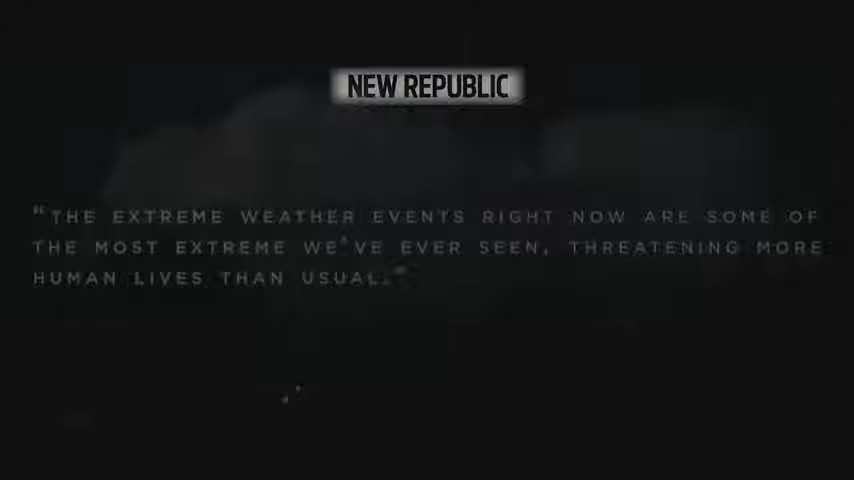 NEW REPUBLIC
"THE EXTREME WEATHER EVENTS RIGHT NOW ARE SOME OF
THE MOST EXTREME WE'VE EVER SEEN, THREATENING MORE
HUMAN LIVES THAN USUAL."